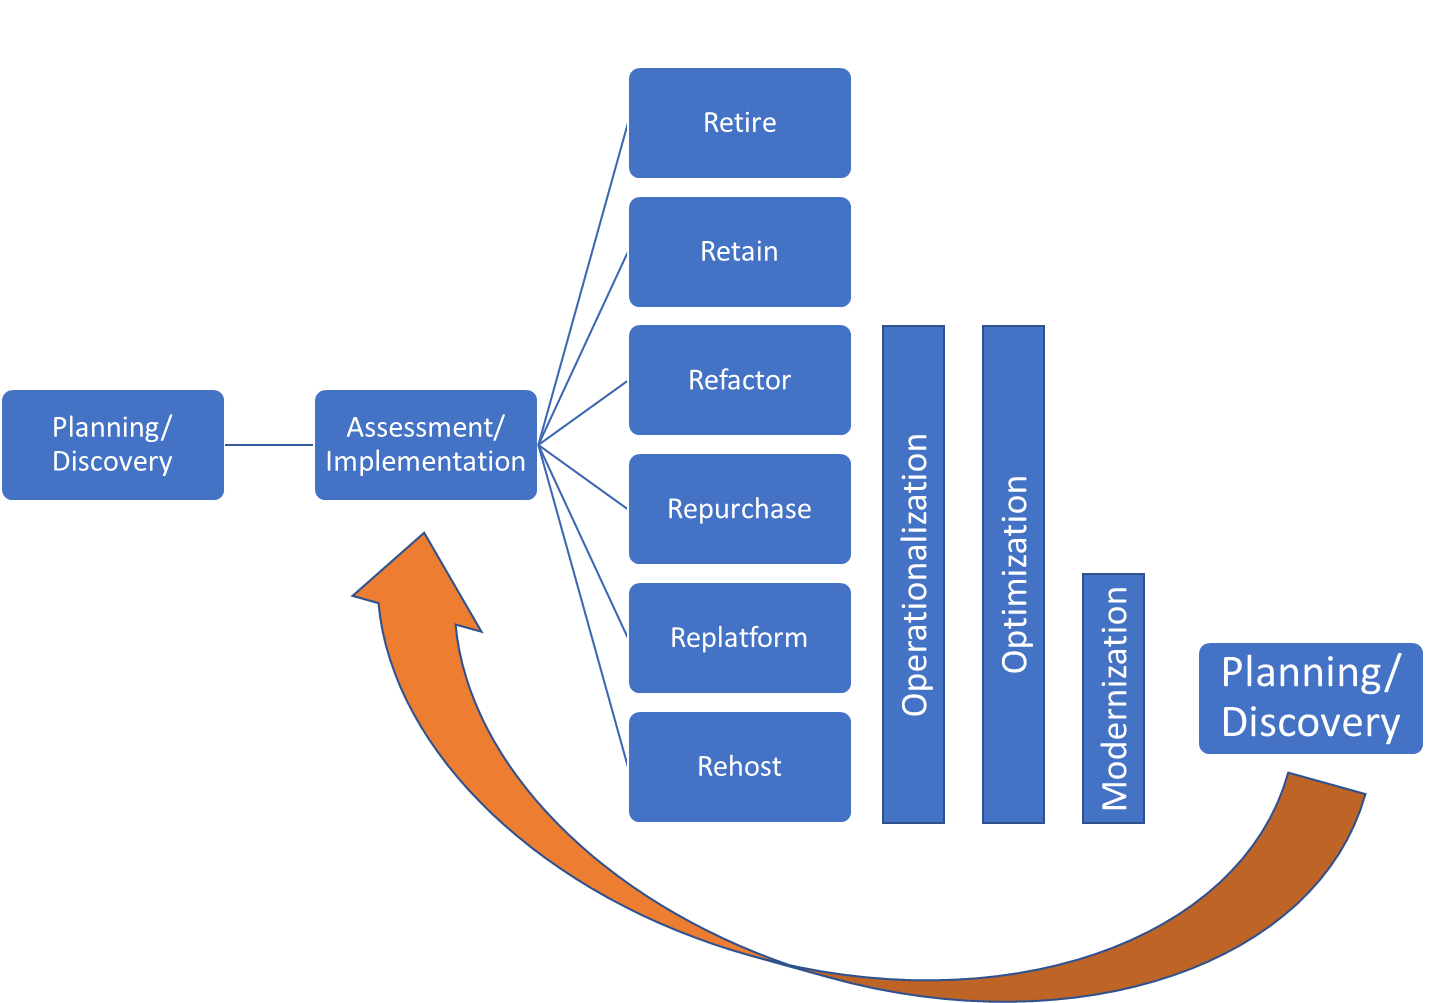 Planning/
Discovery
Assessment/
Implementation
Retire
Retain
Refactor
Repurchase
Replatform
Rehost
Operationalization
Optimization
Modernization
Planning/
Discovery